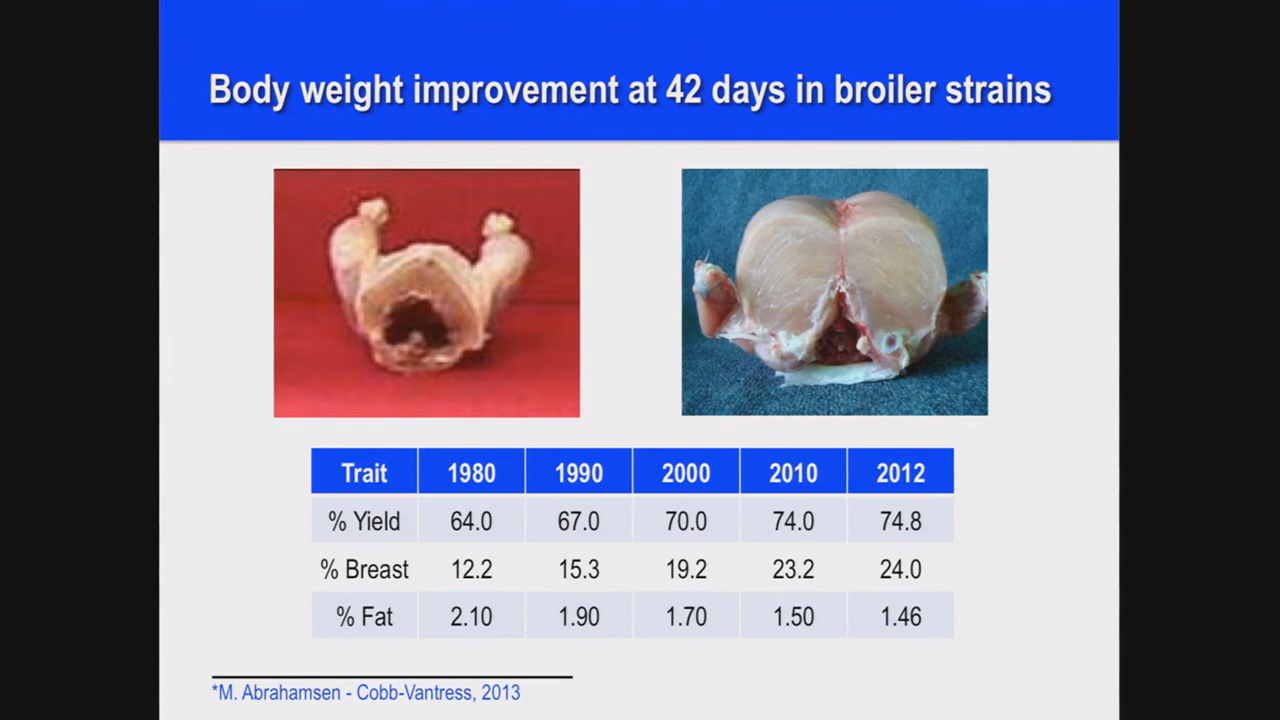 Body weight improvement at 42 days in broiler strains
Trait 1980 1990 2000 2010 2012
% Yield 64.0 67.0 70.0 74.0 74.8
% Breast 12.2 15.3 19.2 23.2 24.0
% Fat 2.10 1.90 1.70 1.50 1.46
*M. Abrahamsen - Cobb-Vantress, 2013